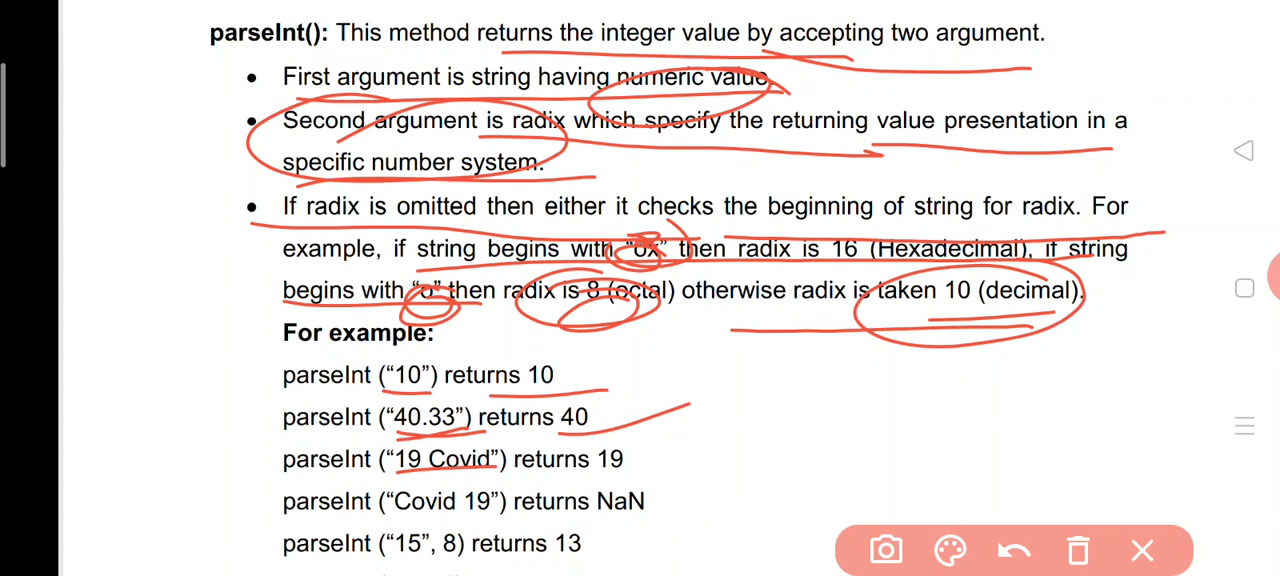 parseInt(): This method returns the integer value by accepting two argument.
• First argument is string having numeric value.
• Second argument is radix which specify the returning value presentation in a
specific number system.
• If radix is omitted then either it checks the beginning of string for radix. For
example, if string begins with “ox” then radix is 16 (Hexadecimal), if string
begins with “o” then radix is 8 (octal) otherwise radix is taken 10 (decimal).
For example:
parseInt (“10”) returns 10
parseInt (“40.33”) returns 40
parseInt (“19 Covid”) returns 19
parseInt (“Covid 19”) returns NaN
parseInt (“15”, 8) returns 13